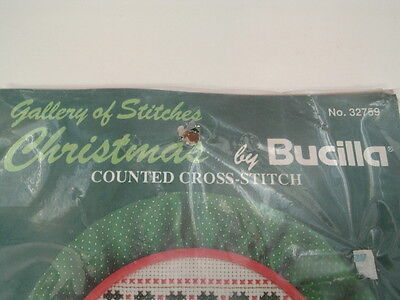 Gallery of Stitches
No. 32759
Christmas by Bucilla®
COUNTED CROSS-STITCH